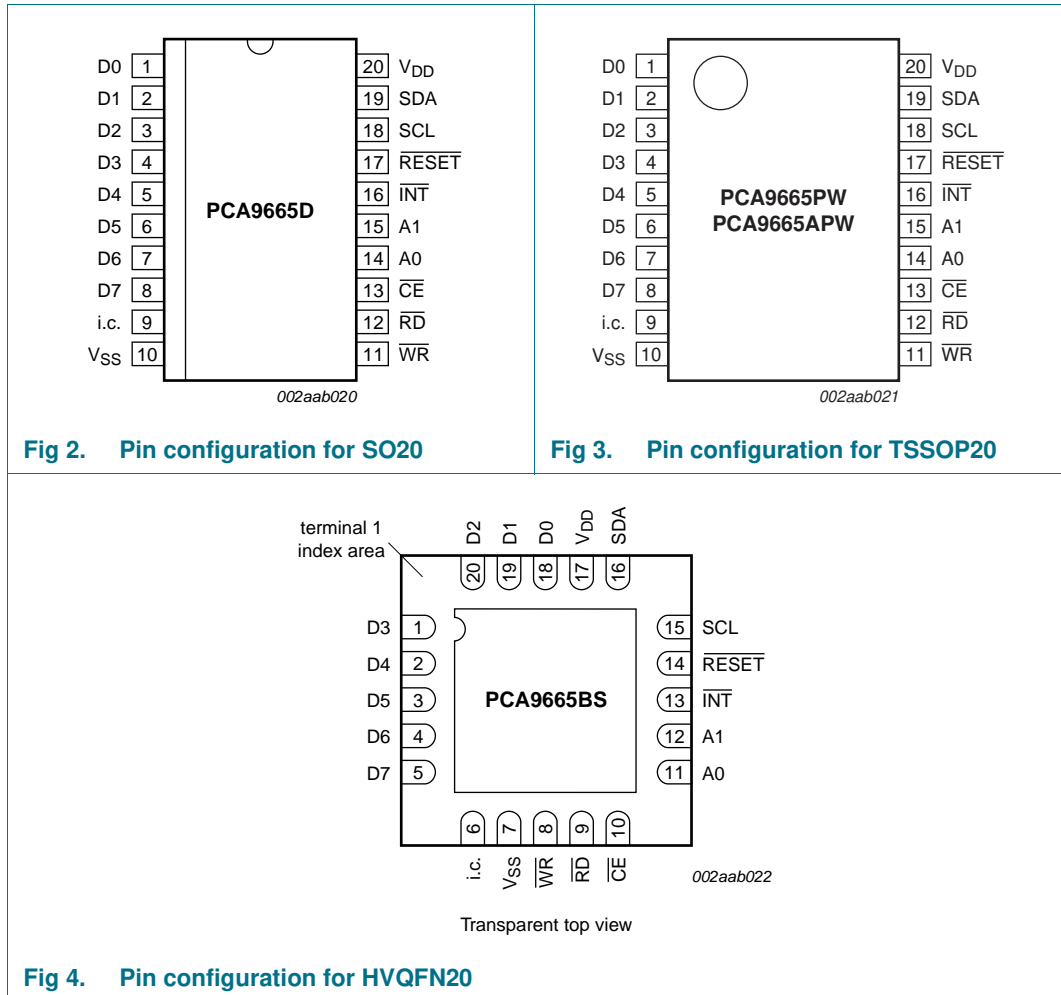 D0 1
D1 2
D2 3
D3 4
D4 5
D5 6
D6 7
D7 8
i.c. 9
VSS 10
PCA9665D
20 VDD
19 SDA
18 SCL
17 RESET
16 INT
15 A1
14 A0
13 CE
12 RD
11 WR
002aab020
Fig 2. Pin configuration for SO20
D0 1
D1 2
D2 3
D3 4
D4 5
D5 6
D6 7
D7 8
i.c. 9
VSS 10
PCA9665PW
PCA9665APW
20 VDD
19 SDA
18 SCL
17 RESET
16 INT
15 A1
14 A0
13 CE
12 RD
11 WR
002aab021
Fig 3. Pin configuration for TSSOP20
terminal 1
index area
D2 D1 D0 VDD SDA
20 19 18 17 16
D3 1
D4 2
D5 3
D6 4
D7 5
PCA9665BS
15 SCL
14 RESET
13 INT
12 A1
11 A0
6 7 8 9 10
i.c. VSS WR RD CE
002aab022
Transparent top view
Fig 4. Pin configuration for HVQFN20